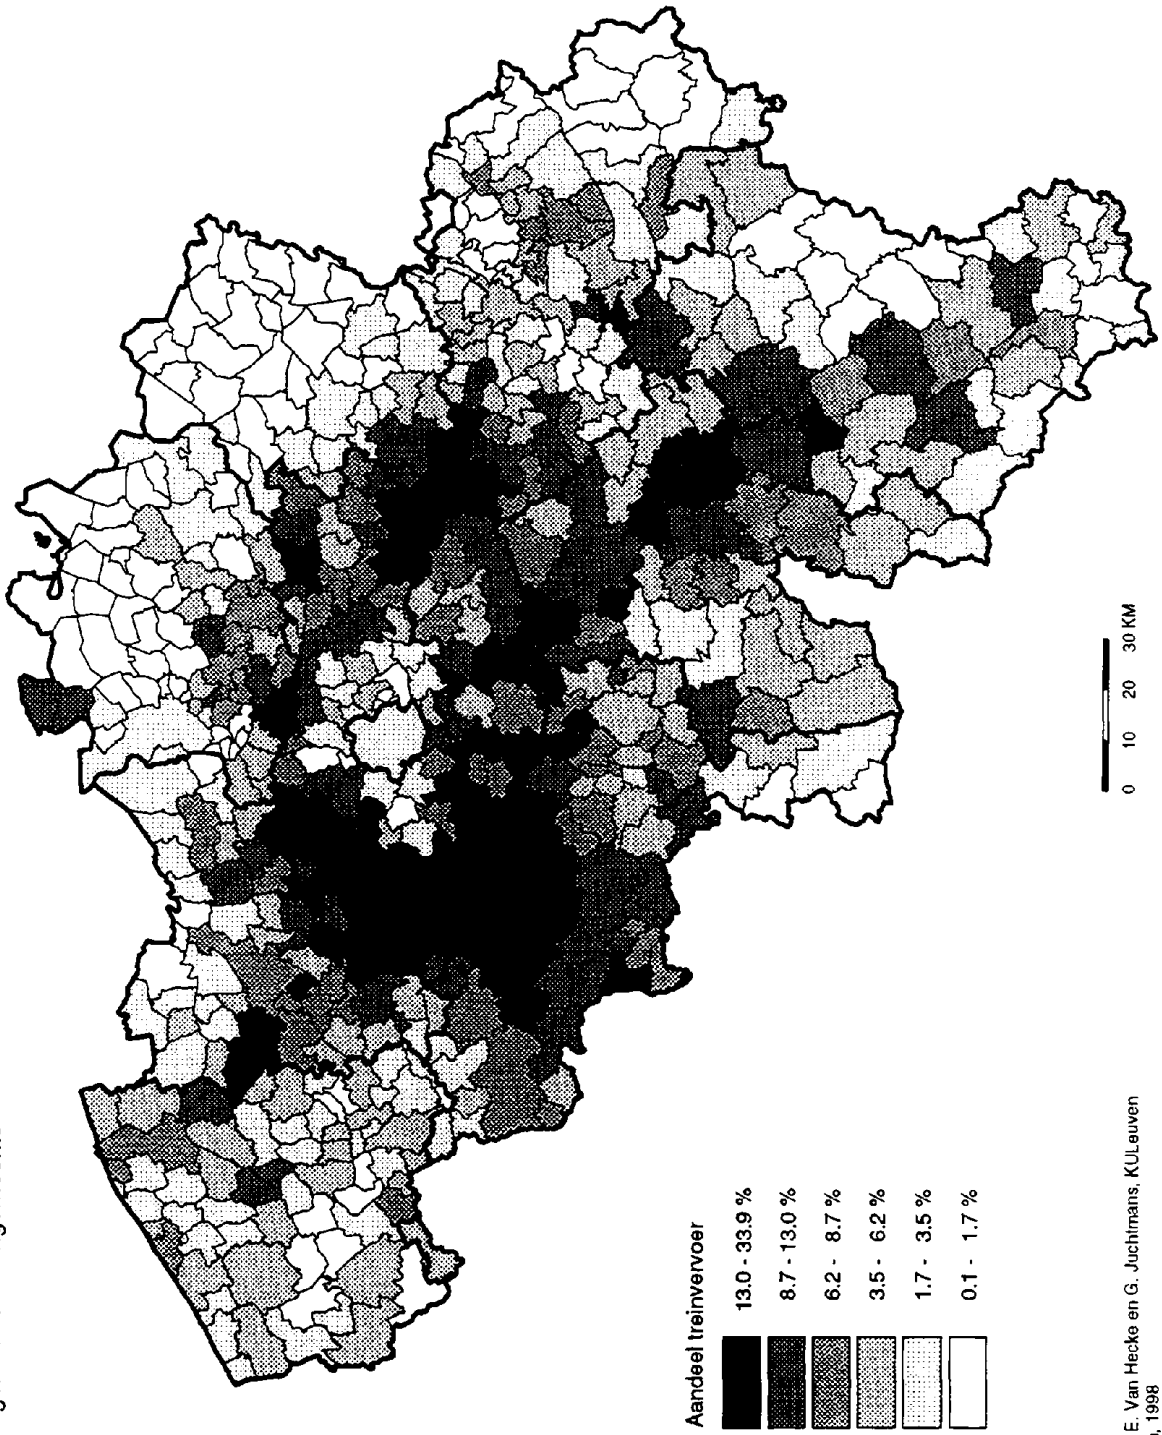 Aandeel treinvervoer
13.0 - 33.9 %
8.7 - 13.0 %
6.2 - 8.7 %
3.5 - 6.2 %
1.7 - 3.5 %
0.1 - 1.7 %
0 10 20 30 KM
E. Van Hecke en G. Juchtmans, KULeuven
1998